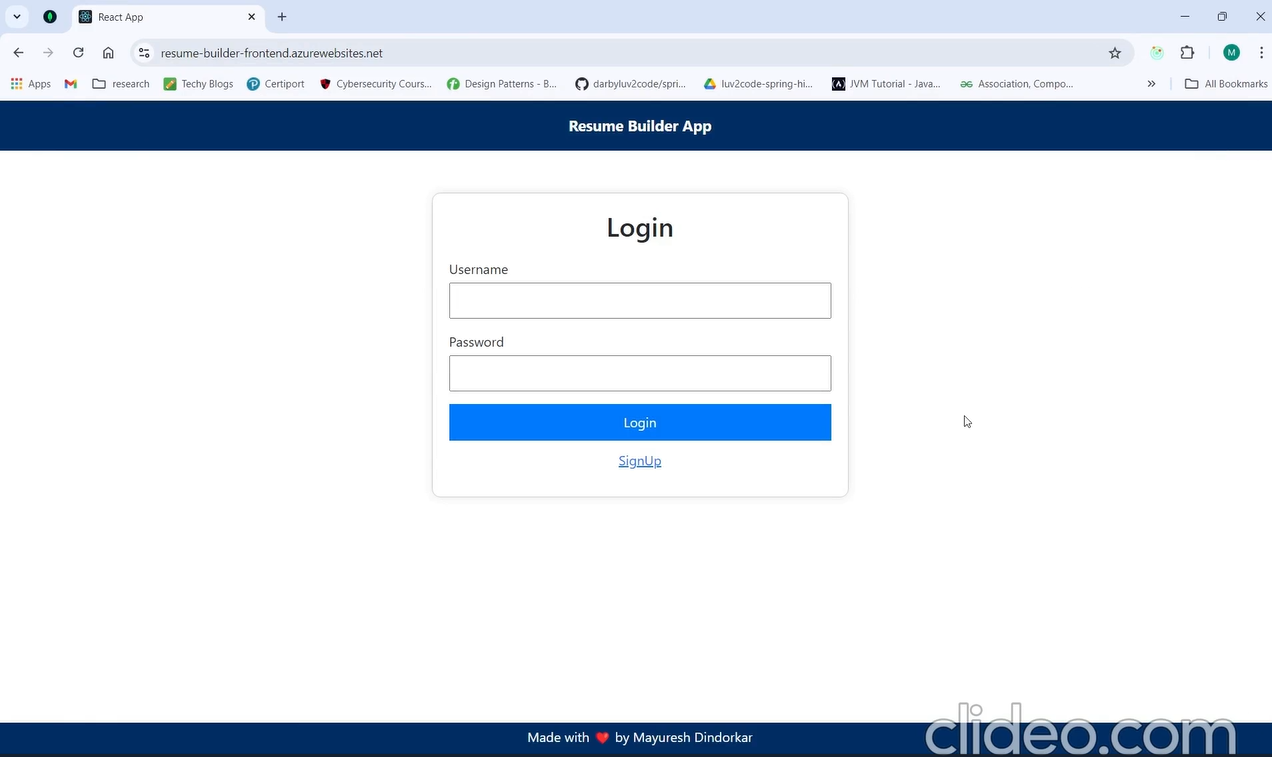 React App
resume-builder-frontend.azurewebsites.net
M
Apps research Techy Blogs Certiport Cybersecurity Cours... Design Patterns - B... darbyluv2code/spri... luv2code-spring-hi... JVM Tutorial - Java... Association, Compo... » All Bookmarks
Resume Builder App
Login
Username
Password
Login
SignUp
Made with ❤️ by Mayuresh Dindorkar
clideo.com